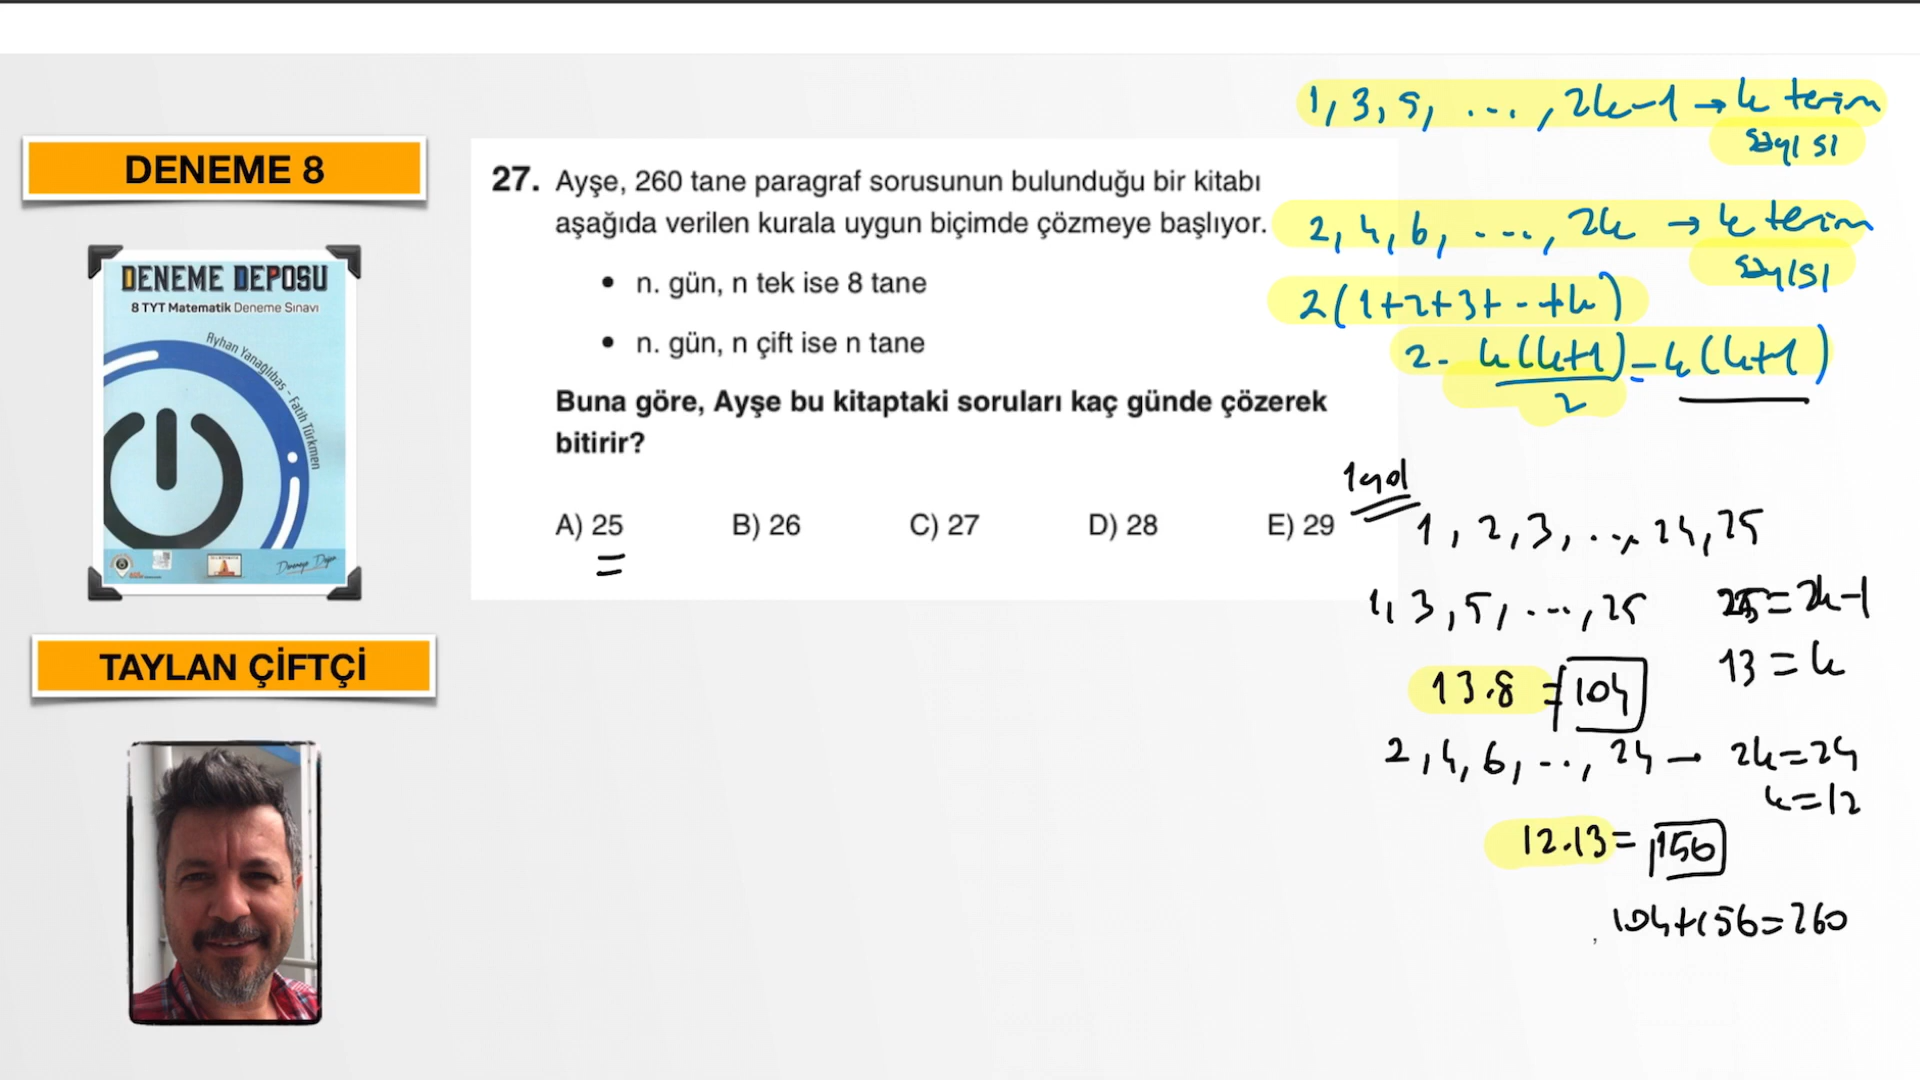 DENEME 8
DENEME DEPOSU
8 TYT Matematik Deneme Sınavı
Ayhan Yanağlıbaş - Fatih Türkmen
TAYLAN ÇİFTÇİ
27. Ayşe, 260 tane paragraf sorusunun bulunduğu bir kitabı
aşağıda verilen kurala uygun biçimde çözmeye başlıyor.
• n. gün, n tek ise 8 tane
• n. gün, n çift ise n tane
Buna göre, Ayşe bu kitaptaki soruları kaç günde çözerek
bitirir?
A) 25 B) 26 C) 27 D) 28 E) 29
1, 3, 5, ..., 2k-1 → k terim
sayısı
2, 4, 6, ..., 2k → k terim
sayısı
2(1+2+3+..+k)
2. k(k+1)/2 = k(k+1)
1yol
1, 2, 3, ..., 24, 25
1, 3, 5, ..., 25 25=2k-1
13=k
13.8=104
2, 4, 6, ..., 24 → 2k=24
k=12
12.13=156
104+156=260